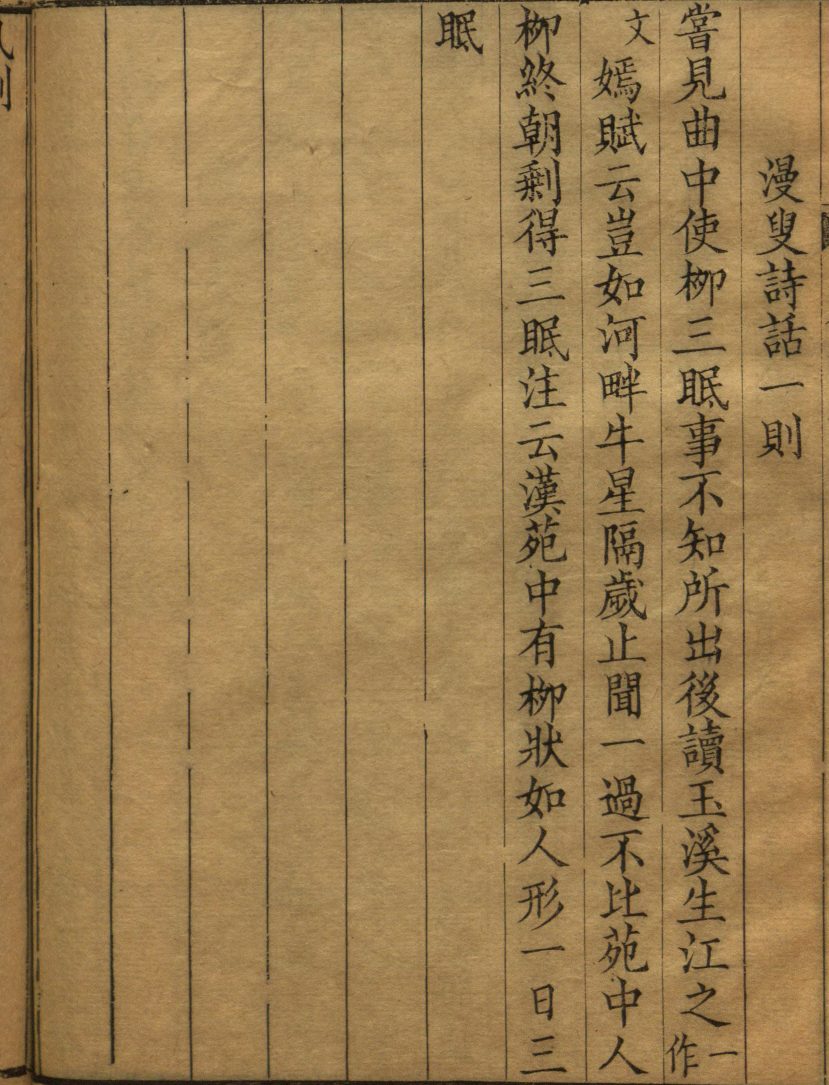 漫叟詩話一則
嘗見曲中使柳三眠事不知所出後讀玉溪生江之一作
文嫣賦云豈如河畔牛星隔歲止聞一過不比苑中人
柳終朝剩得三眠注云漢苑中有柳狀如人形一日三
眠